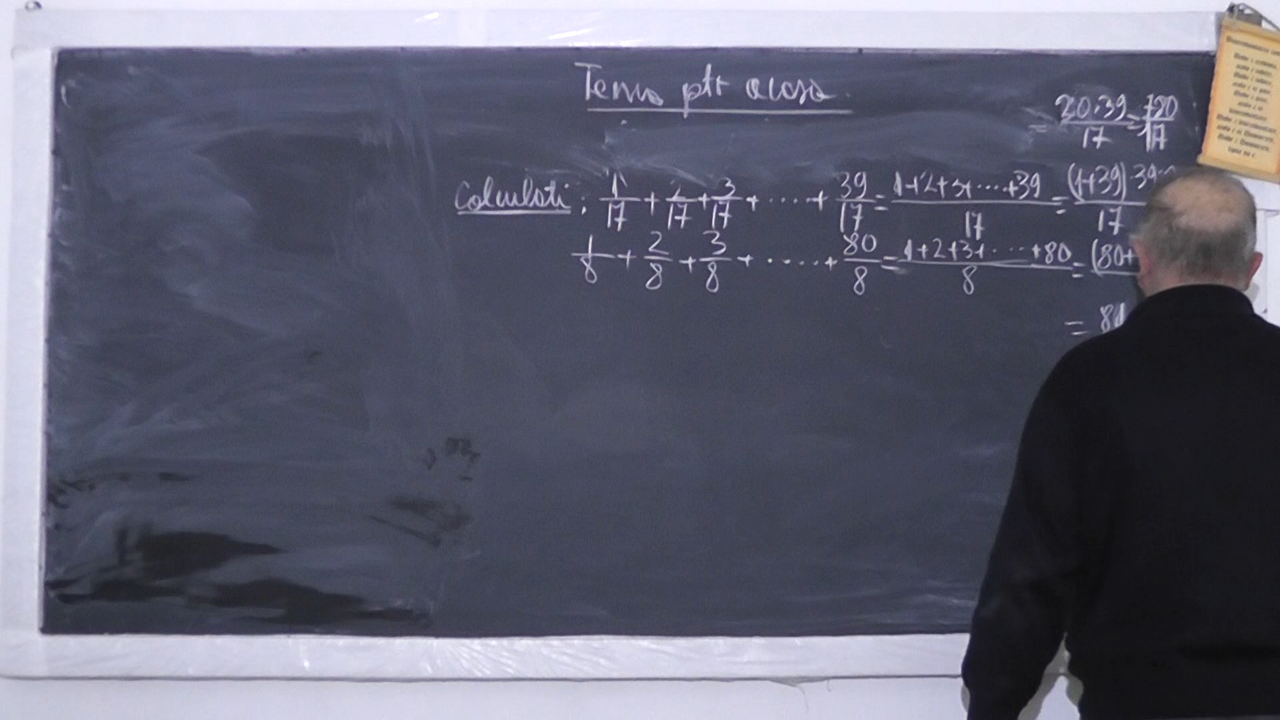 Tema ptr acasa
= 20·39/17 = 780/17
Calculati: 1/17 + 2/17 + 3/17 + ..... + 39/17 = 1+2+3+.....+39/17 = (1+39)·39:/17
1/8 + 2/8 + 3/8 + ..... + 80/8 = 1+2+3+.....+80/8 = (80+
= 81